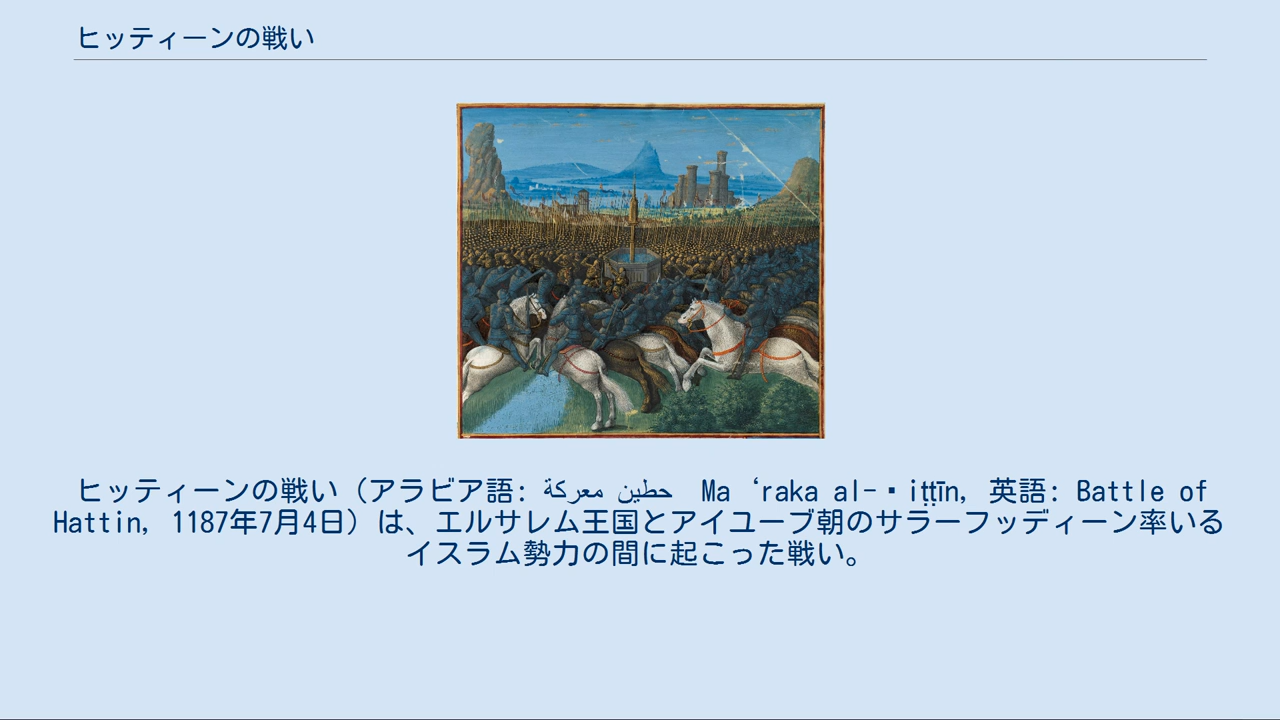 ヒッティーンの戦い
ヒッティーンの戦い（アラビア語: معركة حطين　Ma‘raka al-▪iṭṭīn, 英語: Battle of
Hattin, 1187年7月4日）は、エルサレム王国とアイユーブ朝のサラーフッディーン率いる
イスラム勢力の間に起こった戦い。